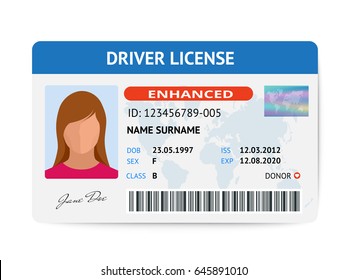 DRIVER LICENSE
ENHANCED
ID: 123456789-005
NAME SURNAME
DOB 23.05.1997 ISS 12.03.2012
SEX F EXP 12.08.2020
CLASS B DONOR
Jane Doe
shutterstock.com · 645891010